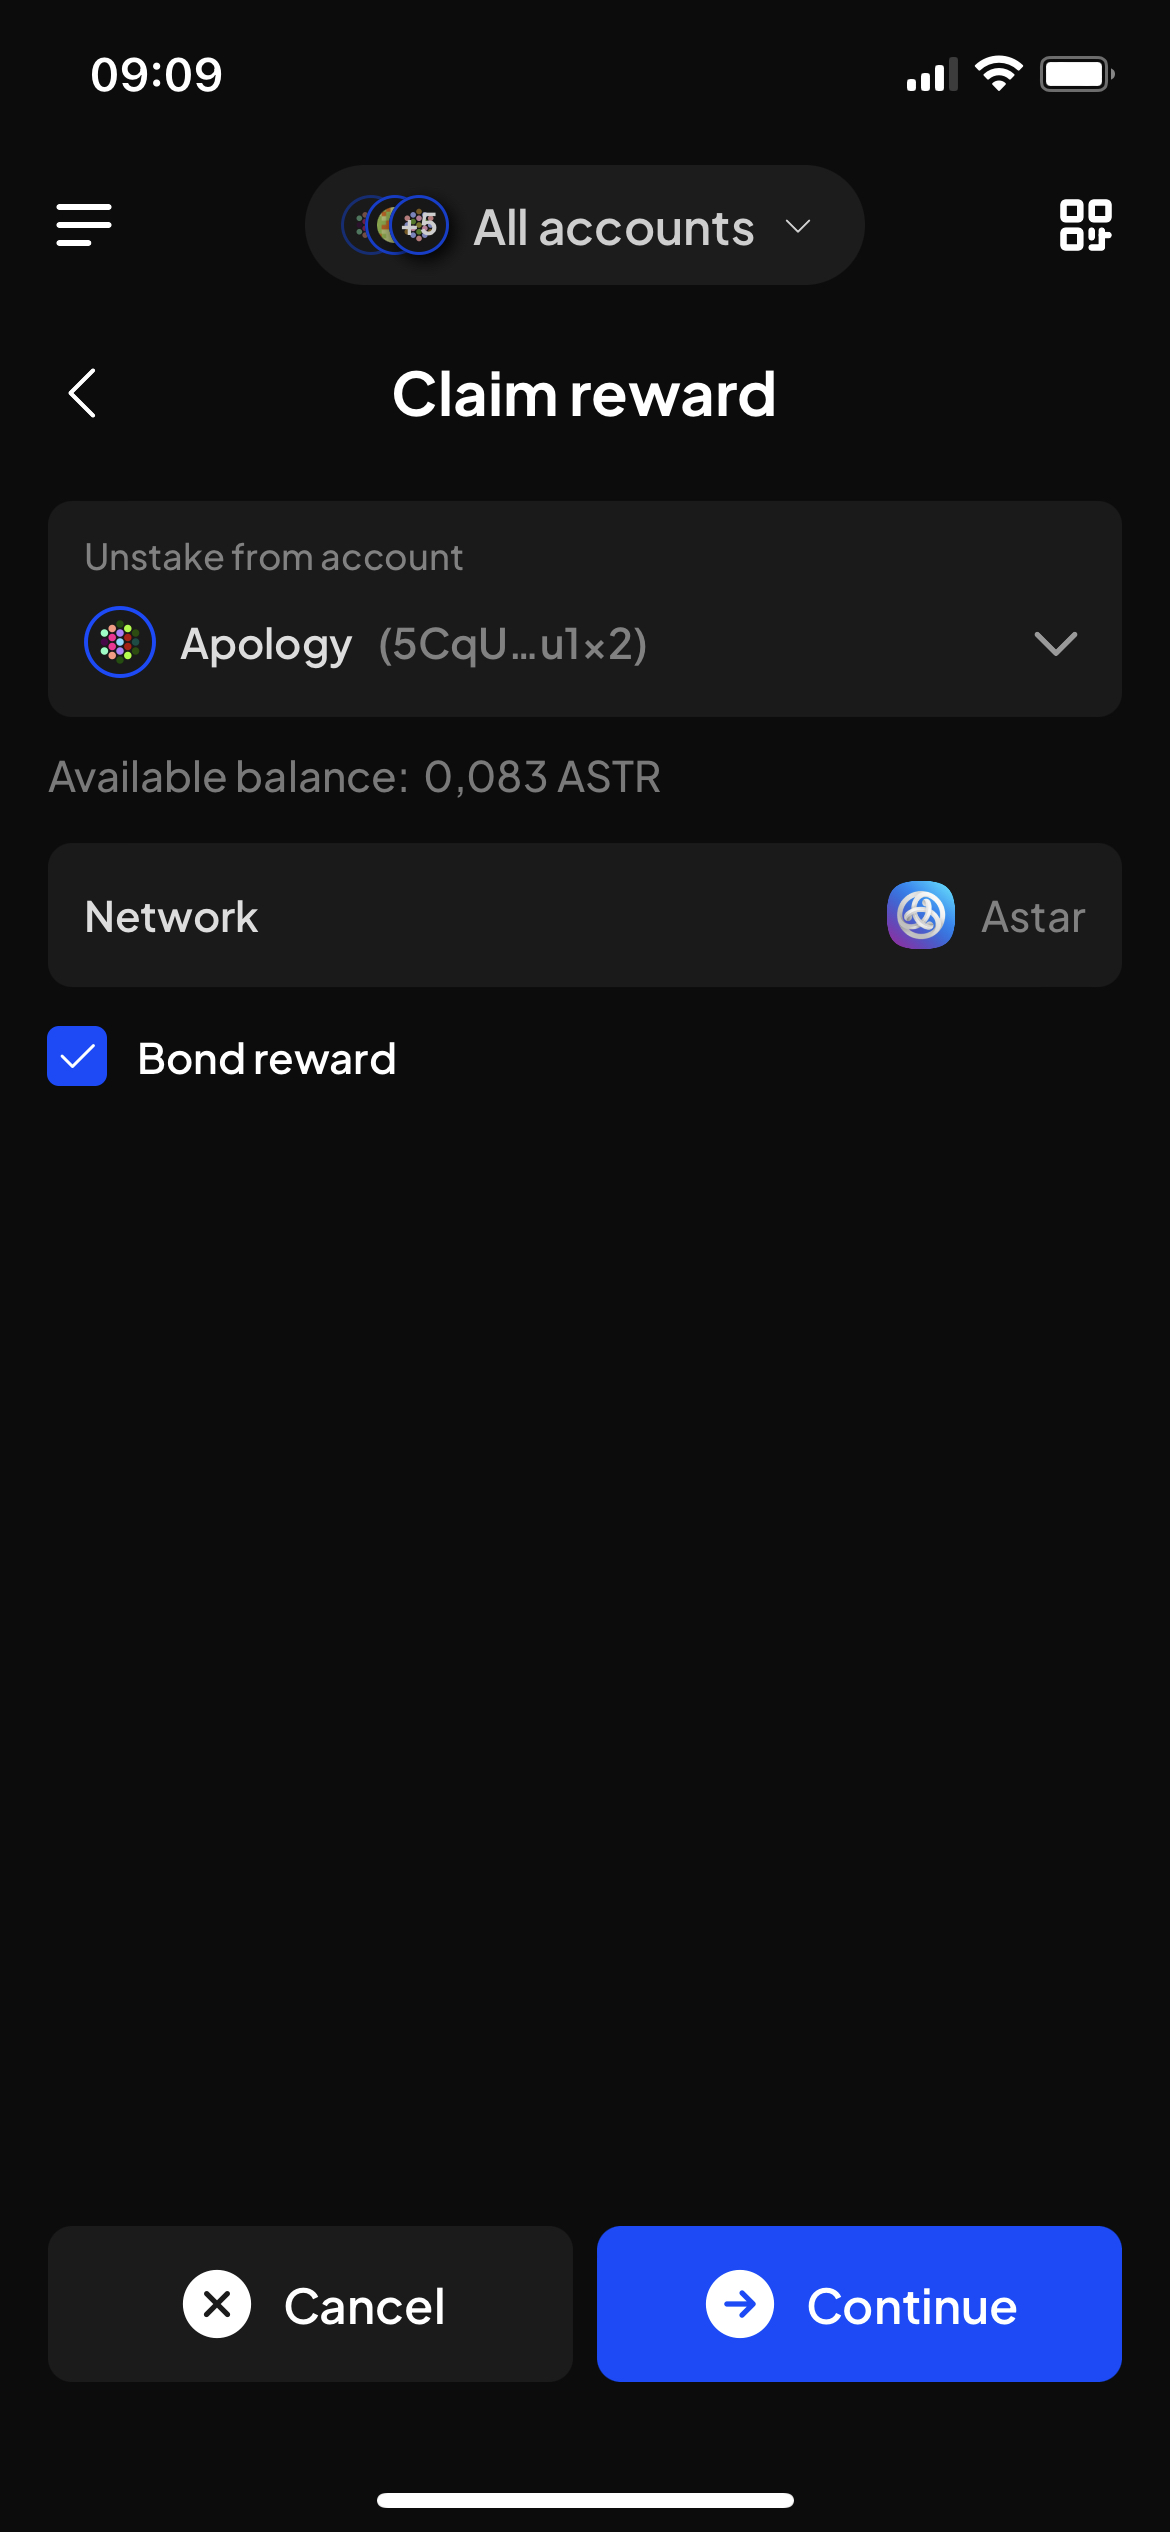 09:09
+5 All accounts
Claim reward
Unstake from account
Apology (5CqU...u1x2)
Available balance: 0,083 ASTR
Network Astar
Bond reward
Cancel Continue